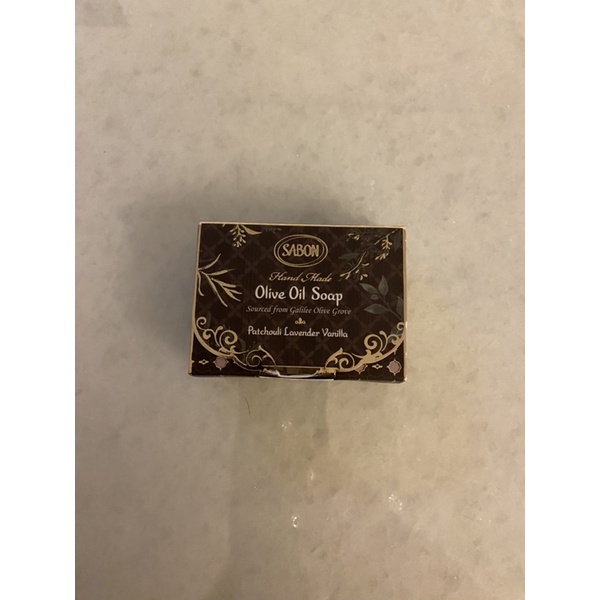 SABON
Hand Made
Olive Oil Soap
Sourced from Galilee Olive Grove
Patchouli Lavender Vanilla